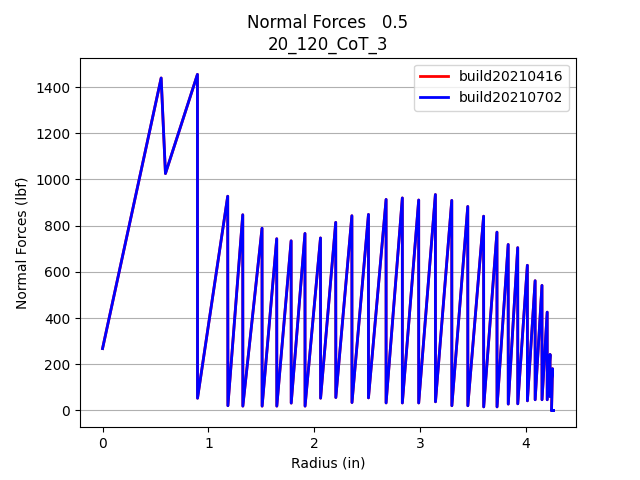 Normal Forces   0.5
20_120_CoT_3
build20210416
build20210702
Normal Forces (lbf)
1400
1200
1000
800
600
400
200
0
0 1 2 3 4
Radius (in)